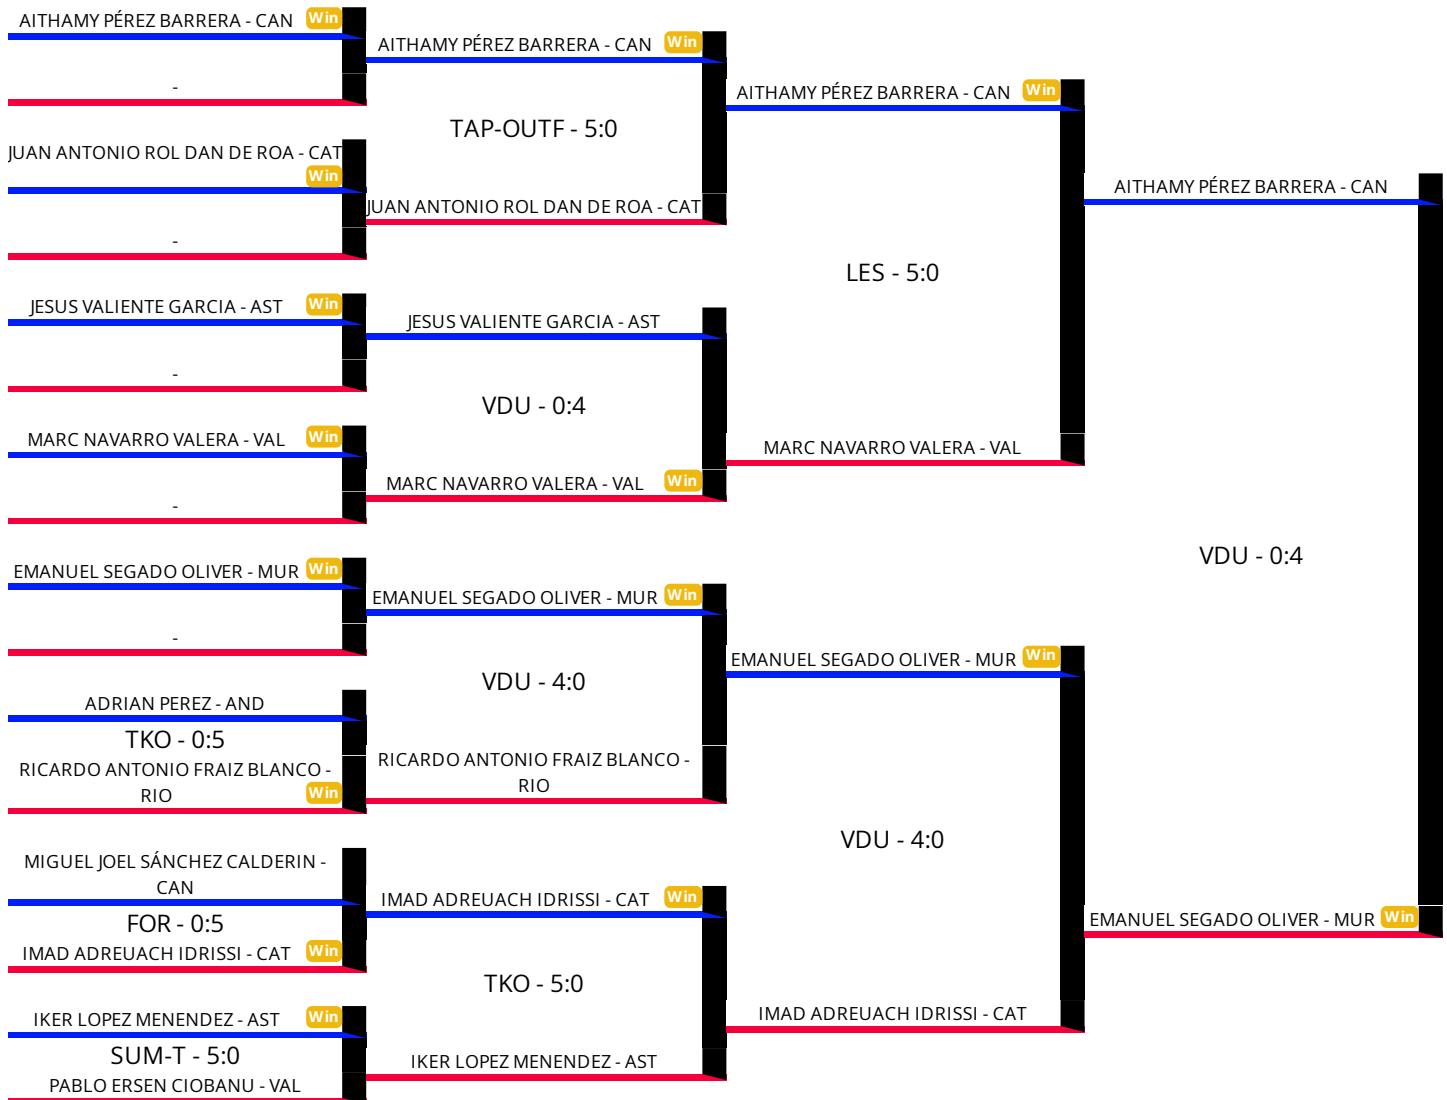 AITHAMY PÉREZ BARRERA - CAN Win
-
JUAN ANTONIO ROL DAN DE ROA - CAT
Win
-
JESUS VALIENTE GARCIA - AST Win
-
MARC NAVARRO VALERA - VAL Win
-
EMANUEL SEGADO OLIVER - MUR Win
-
ADRIAN PEREZ - AND
TKO - 0:5
RICARDO ANTONIO FRAIZ BLANCO -
RIO Win
MIGUEL JOEL SÁNCHEZ CALDERIN -
CAN
FOR - 0:5
IMAD ADREUACH IDRISSI - CAT Win
IKER LOPEZ MENENDEZ - AST Win
SUM-T - 5:0
PABLO ERSEN CIOBANU - VAL
AITHAMY PÉREZ BARRERA - CAN Win
TAP-OUTF - 5:0
JUAN ANTONIO ROL DAN DE ROA - CAT
JESUS VALIENTE GARCIA - AST
VDU - 0:4
MARC NAVARRO VALERA - VAL Win
EMANUEL SEGADO OLIVER - MUR Win
VDU - 4:0
RICARDO ANTONIO FRAIZ BLANCO -
RIO
IMAD ADREUACH IDRISSI - CAT Win
TKO - 5:0
IKER LOPEZ MENENDEZ - AST
AITHAMY PÉREZ BARRERA - CAN Win
LES - 5:0
MARC NAVARRO VALERA - VAL
EMANUEL SEGADO OLIVER - MUR Win
VDU - 4:0
IMAD ADREUACH IDRISSI - CAT
AITHAMY PÉREZ BARRERA - CAN
VDU - 0:4
EMANUEL SEGADO OLIVER - MUR Win